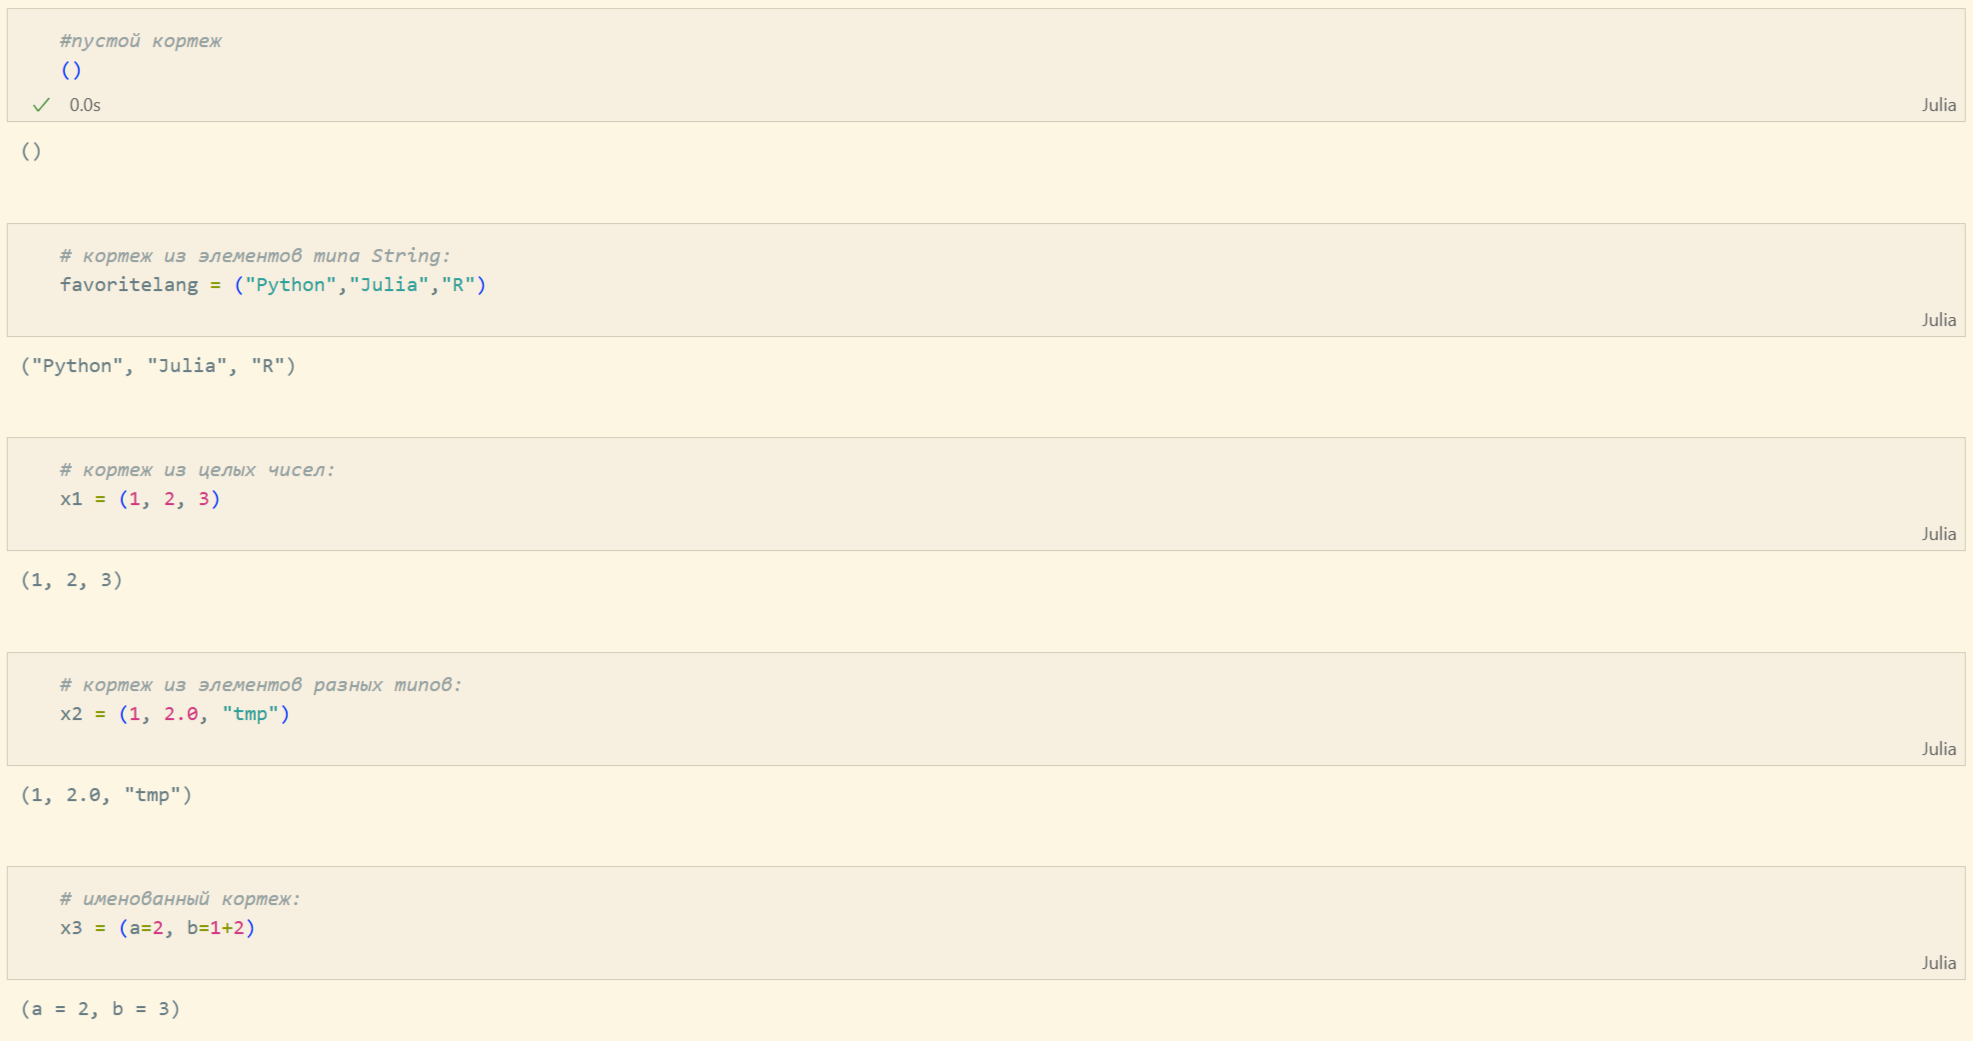 #пустой кортеж
()
0.0s
Julia
()
# кортеж из элементов типа String:
favoritelang = ("Python","Julia","R")
Julia
("Python", "Julia", "R")
# кортеж из целых чисел:
x1 = (1, 2, 3)
Julia
(1, 2, 3)
# кортеж из элементов разных типов:
x2 = (1, 2.0, "tmp")
Julia
(1, 2.0, "tmp")
# именованный кортеж:
x3 = (a=2, b=1+2)
Julia
(a = 2, b = 3)